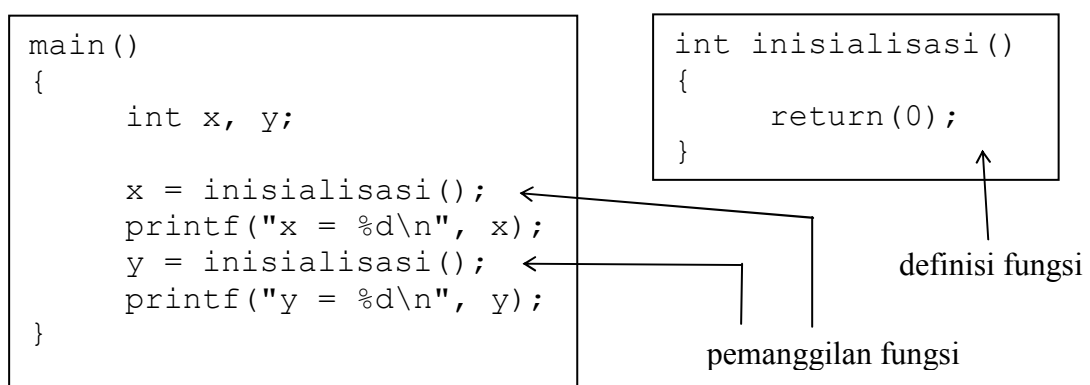 main()
{
int x, y;
x = inisialisasi();
printf("x = %d\n", x);
y = inisialisasi();
printf("y = %d\n", y);
}
int inisialisasi()
{
return(0);
}
definisi fungsi
pemanggilan fungsi